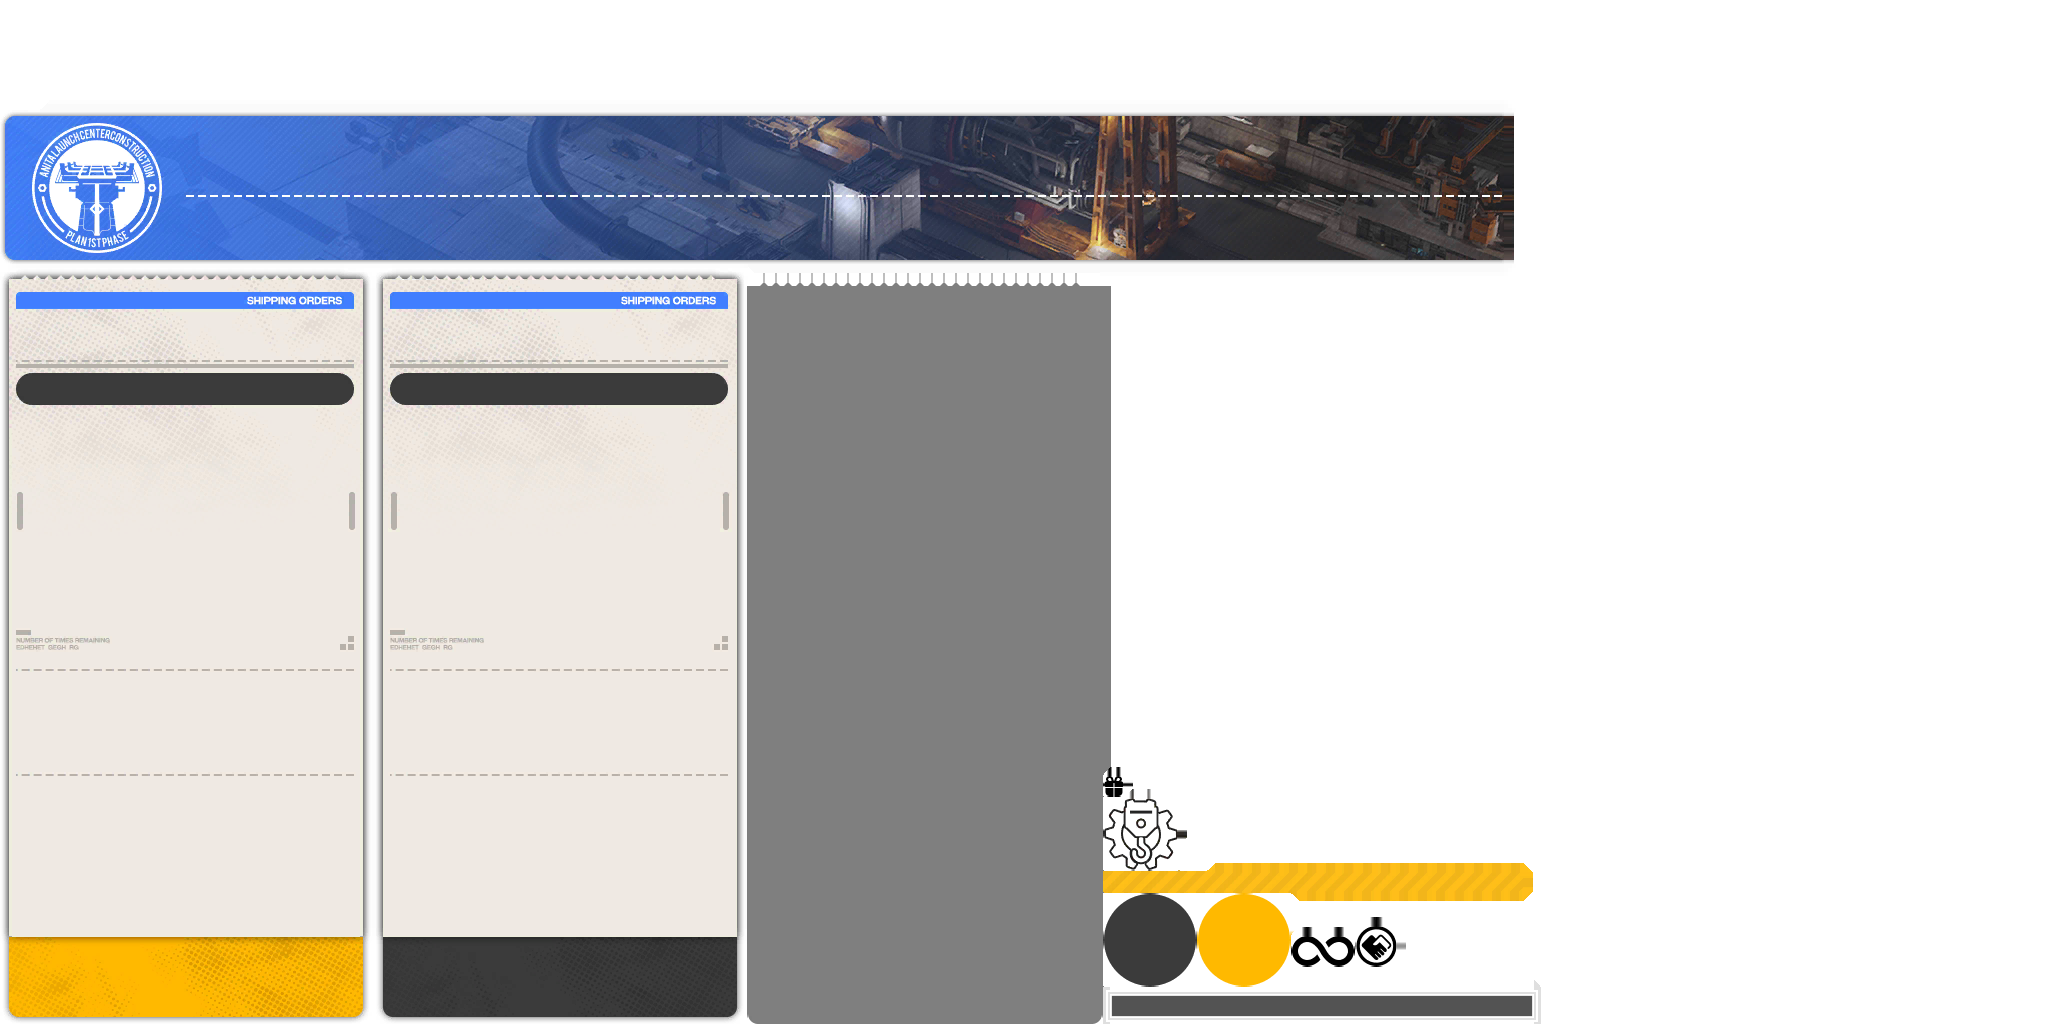 ANITA LAUNCH CENTER CONSTRUCTION
PLAN 1ST PHASE
SHIPPING ORDERS
SHIPPING ORDERS
NUMBER OF TIMES REMAINING
EDHEHET GEGH RG
NUMBER OF TIMES REMAINING
EDHEHET GEGH RG